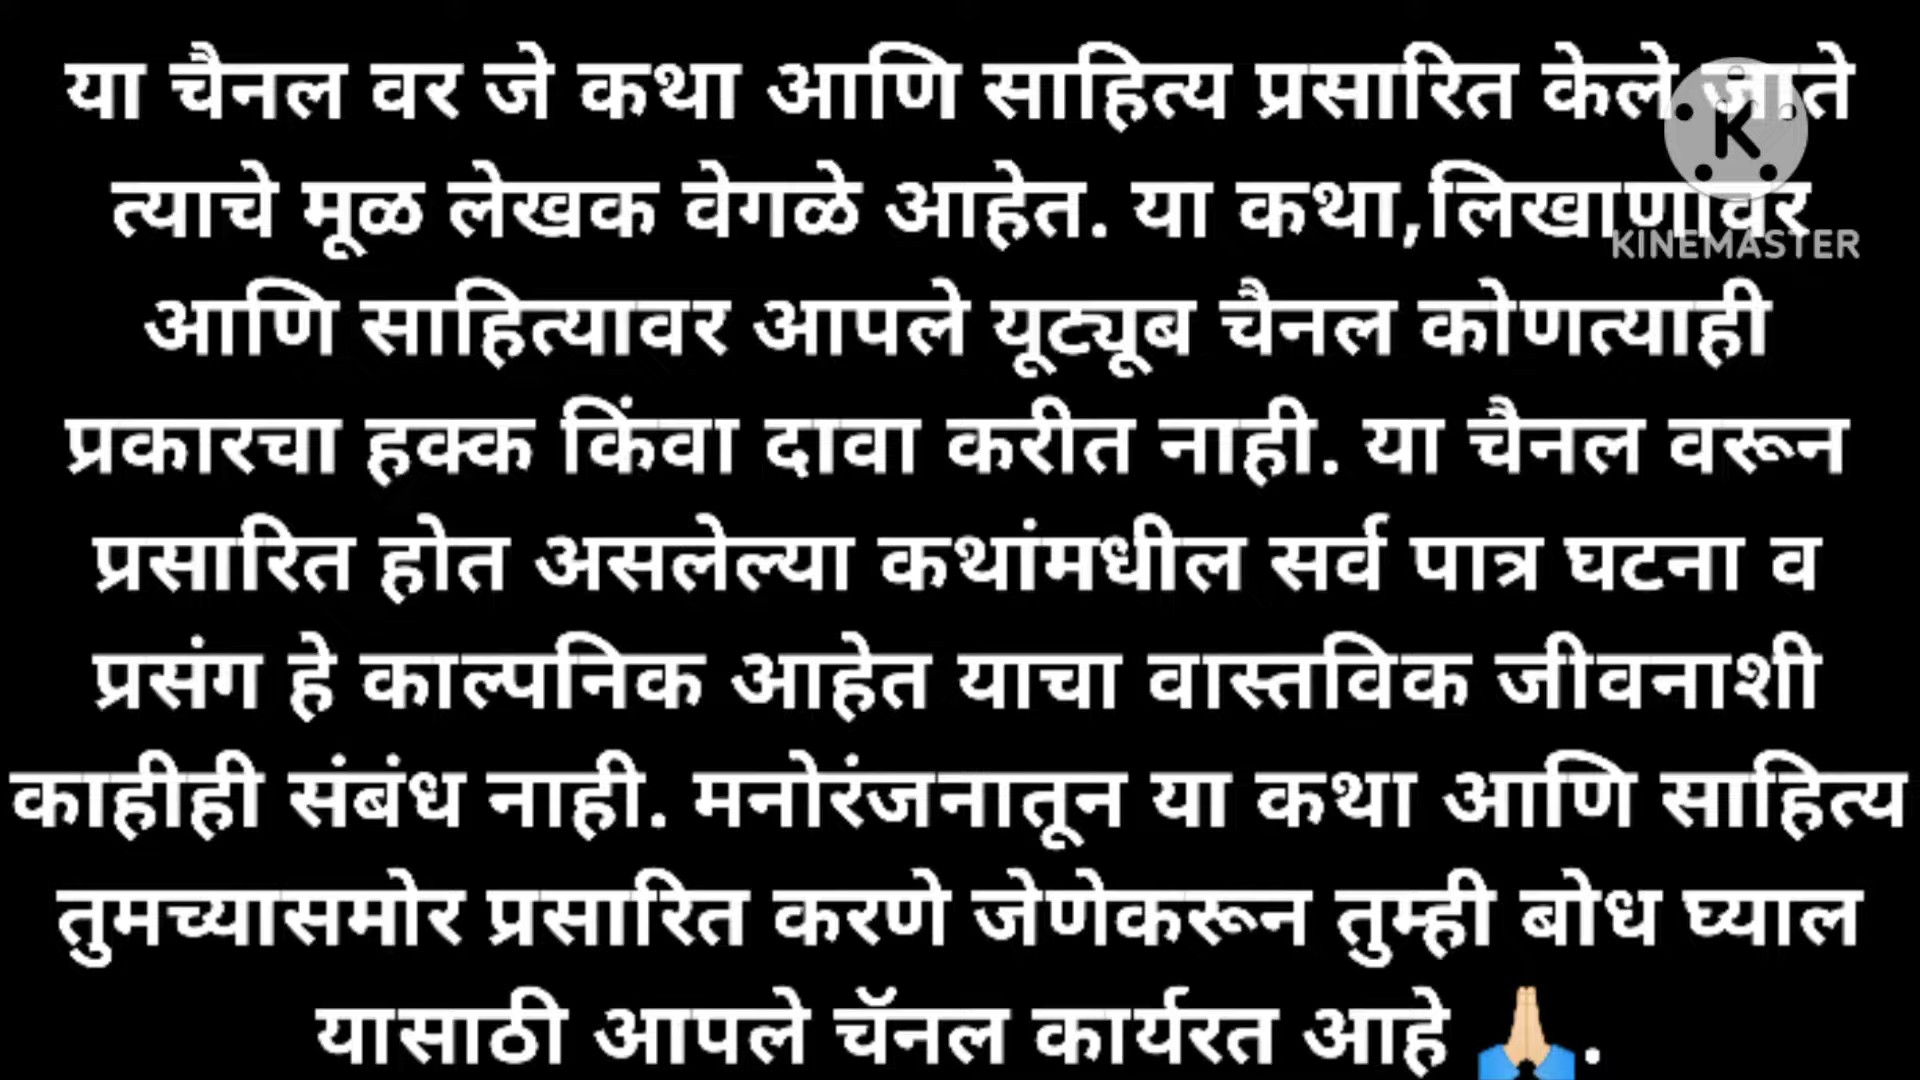 या चैनल वर जे कथा आणि साहित्य प्रसारित केले जाते
त्याचे मूळ लेखक वेगळे आहेत. या कथा,लिखाणावर
KINEMASTER
आणि साहित्यावर आपले यूट्यूब चैनल कोणत्याही
प्रकारचा हक्क किंवा दावा करीत नाही. या चैनल वरून
प्रसारित होत असलेल्या कथांमधील सर्व पात्र घटना व
प्रसंग हे काल्पनिक आहेत याचा वास्तविक जीवनाशी
काहीही संबंध नाही. मनोरंजनातून या कथा आणि साहित्य
तुमच्यासमोर प्रसारित करणे जेणेकरून तुम्ही बोध घ्याल
यासाठी आपले चॅनल कार्यरत आहे 🙏🏻.